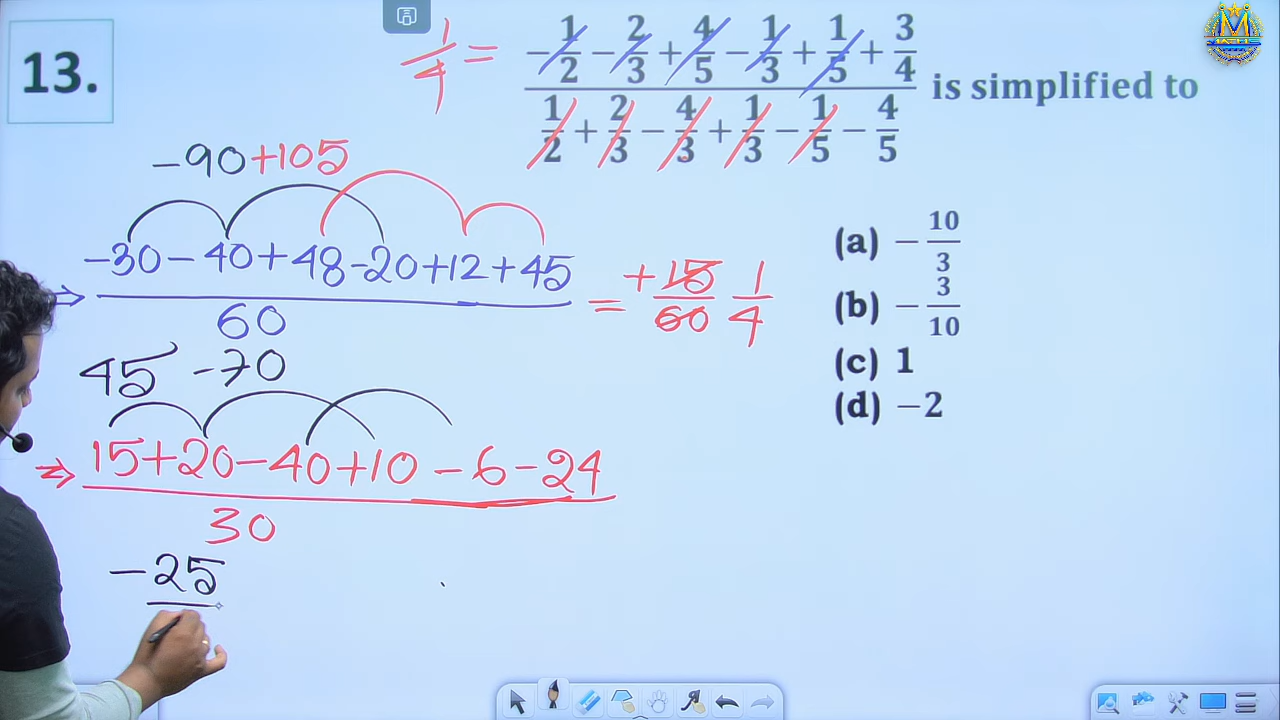 13.
1/4 = (-1/2 - 2/3 + 4/5 - 1/3 + 1/5 + 3/4) / (1/2 + 2/3 - 4/3 + 1/3 - 1/5 - 4/5) is simplified to
-90+105
⇒ (-30-40+48-20+12+45) / 60 = +15/60 1/4
45 -70
⇒ (15+20-40+10-6-24) / 30
-25
(a) -10/3
(b) -3/10
(c) 1
(d) -2
M